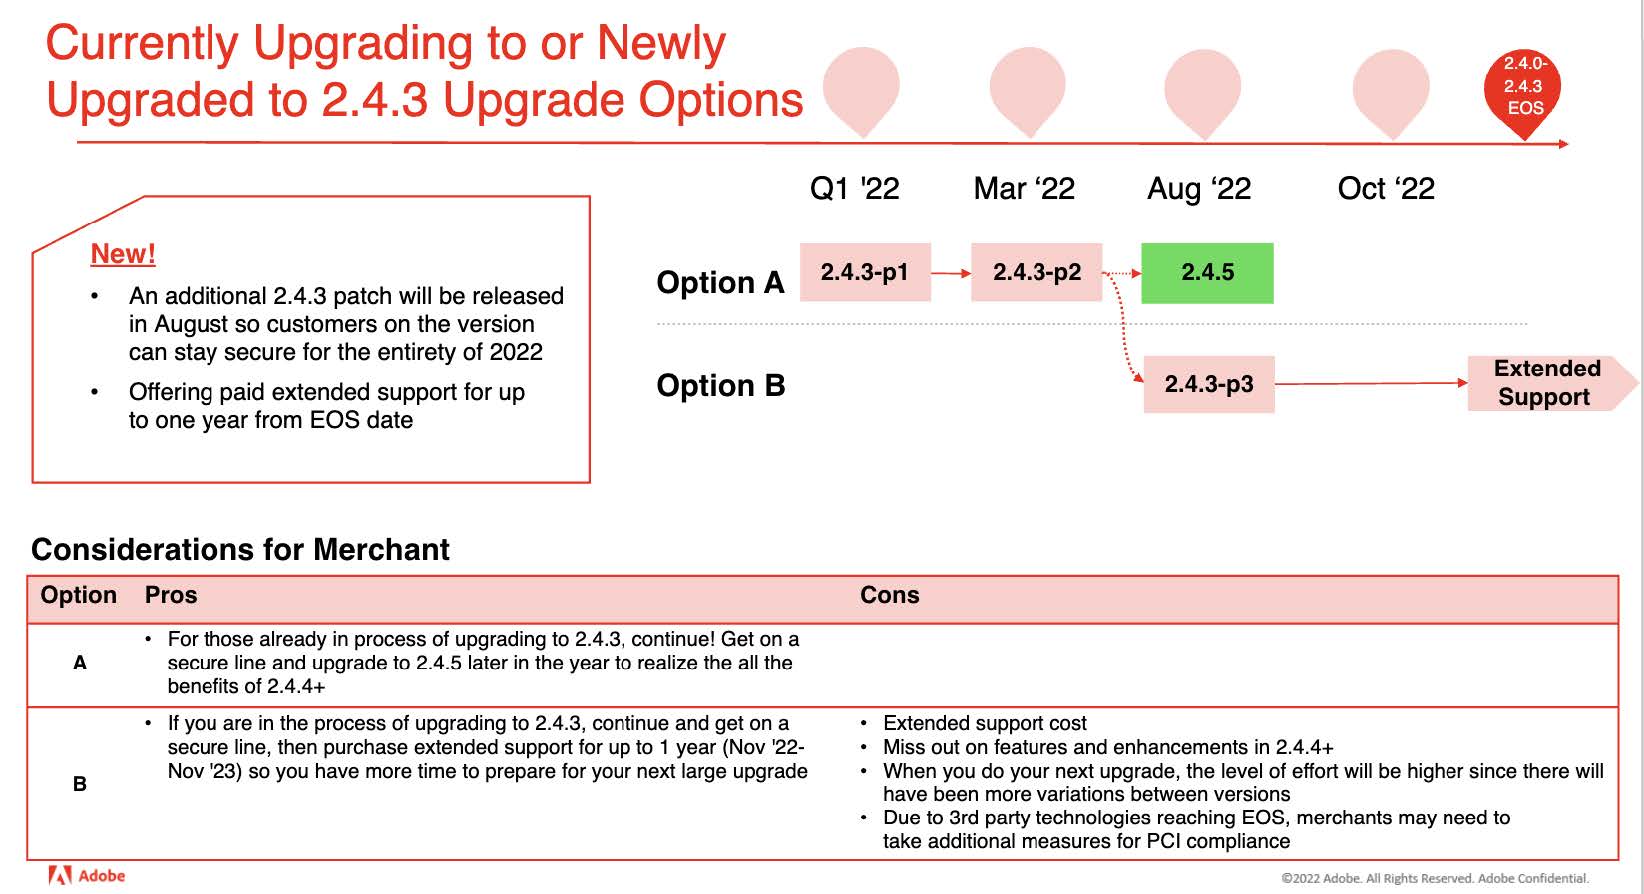 Currently Upgrading to or Newly
Upgraded to 2.4.3 Upgrade Options
2.4.0-
2.4.3
EOS
Q1 '22
Mar ‘22
Aug ‘22
Oct ‘22
New!
• An additional 2.4.3 patch will be released
in August so customers on the version
can stay secure for the entirety of 2022
• Offering paid extended support for up
to one year from EOS date
Option A
2.4.3-p1
2.4.3-p2
2.4.5
Option B
2.4.3-p3
Extended
Support
Considerations for Merchant
Option Pros Cons
A
• For those already in process of upgrading to 2.4.3, continue! Get on a
secure line and upgrade to 2.4.5 later in the year to realize the all the
benefits of 2.4.4+
B
• If you are in the process of upgrading to 2.4.3, continue and get on a
secure line, then purchase extended support for up to 1 year (Nov '22-
Nov '23) so you have more time to prepare for your next large upgrade
• Extended support cost
• Miss out on features and enhancements in 2.4.4+
• When you do your next upgrade, the level of effort will be higher since there will
have been more variations between versions
• Due to 3rd party technologies reaching EOS, merchants may need to
take additional measures for PCI compliance
Adobe
©2022 Adobe. All Rights Reserved. Adobe Confidential.